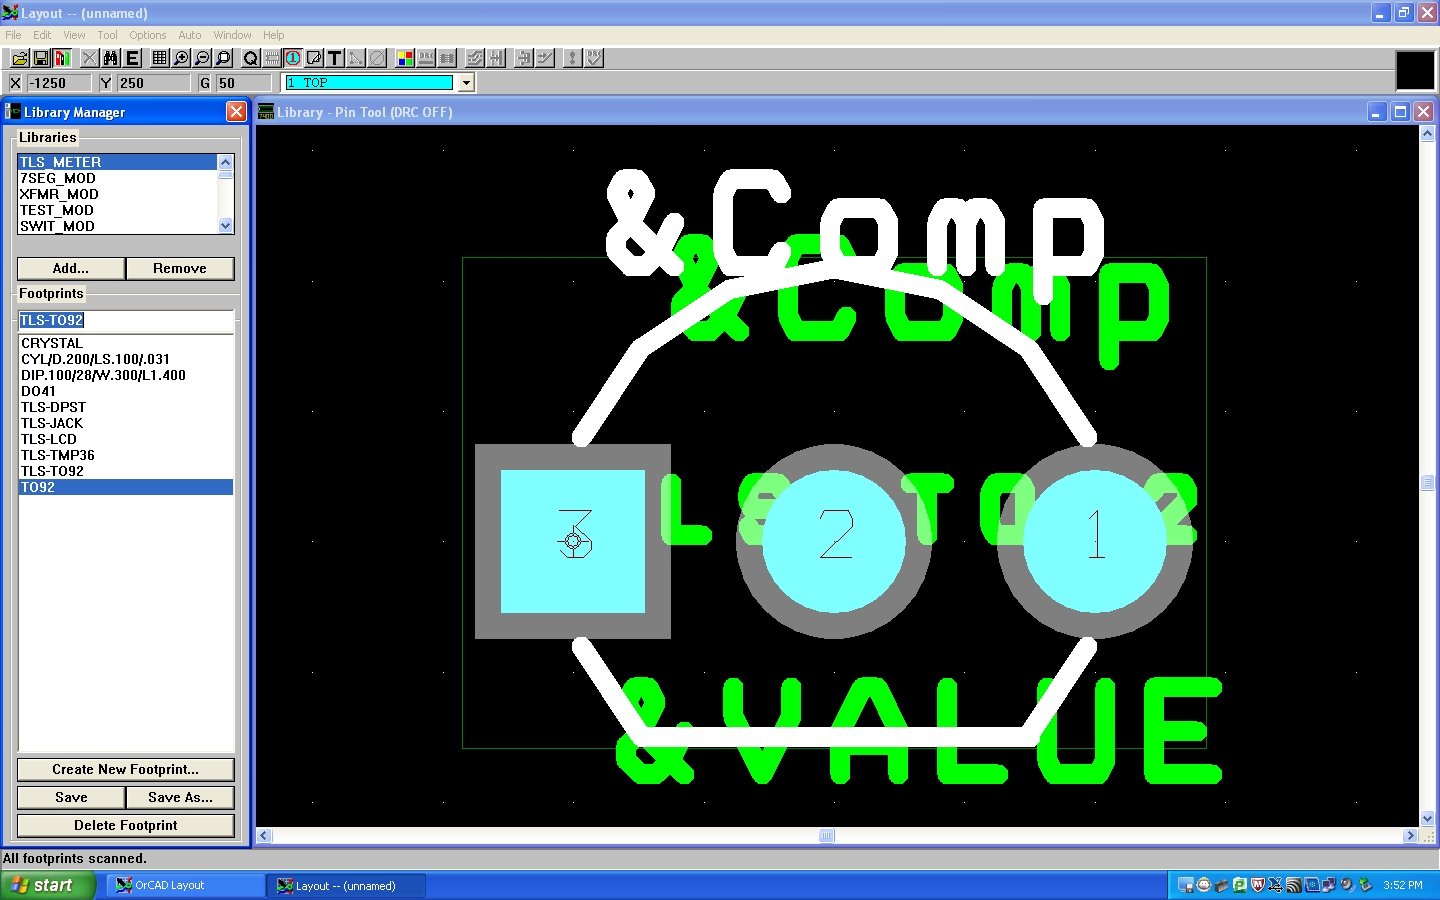 Layout -- (unnamed)
File Edit View Tool Options Auto Window Help
E Q 1 T DRC
X -1250 Y 250 G 50 1 TOP
Library Manager
Library - Pin Tool (DRC OFF)
Libraries
TLS_METER
7SEG_MOD
XFMR_MOD
TEST_MOD
SWIT_MOD
Add... Remove
Footprints
TLS-TO92
CRYSTAL
CYL/D.200/LS.100/.031
DIP.100/28/W.300/L1.400
DO41
TLS-DPST
TLS-JACK
TLS-LCD
TLS-TMP36
TLS-TO92
TO92
Create New Footprint...
Save Save As...
Delete Footprint
&Comp
&Comp
L S T O 2
3 2 1
&VALUE
All footprints scanned.
start OrCAD Layout Layout -- (unnamed) 3:52 PM